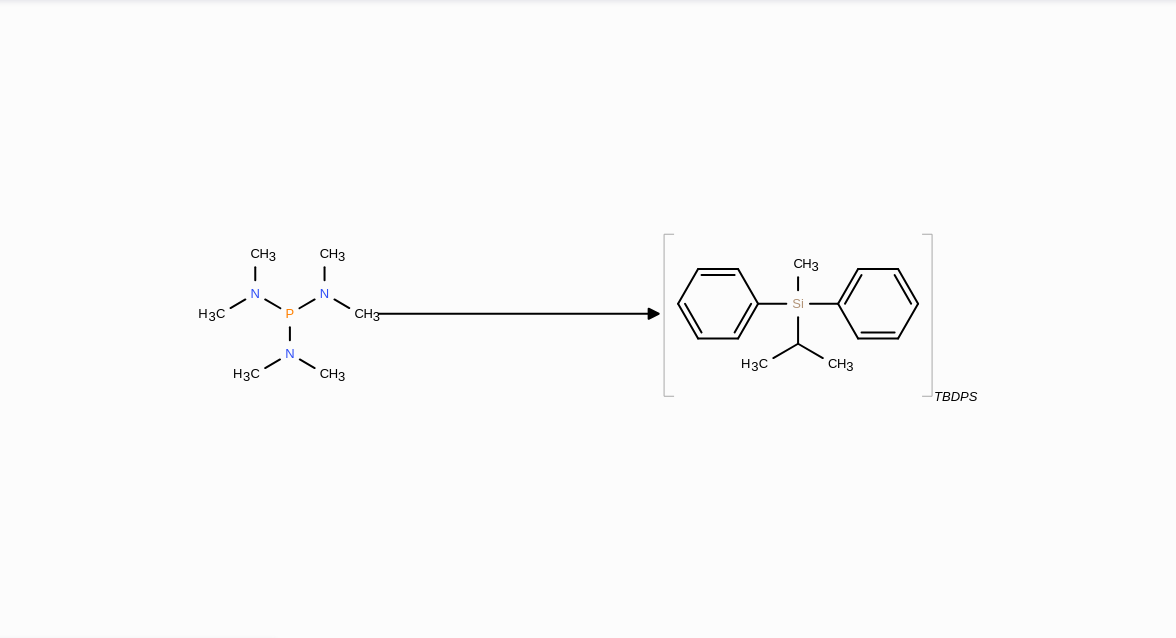 CH3 CH3
CH3
N N
H3C P CH3
Si
N
H3C CH3
H3C CH3
TBDPS